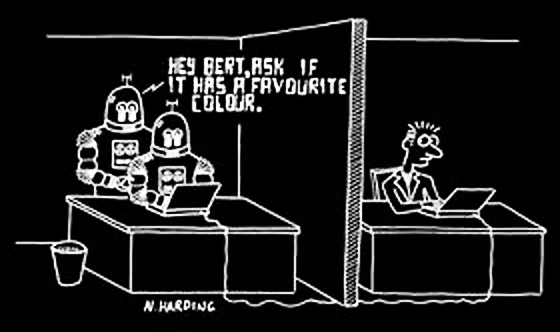 HEY BERT, ASK IF
IT HAS A FAVOURITE
COLOUR.
N. HARDING